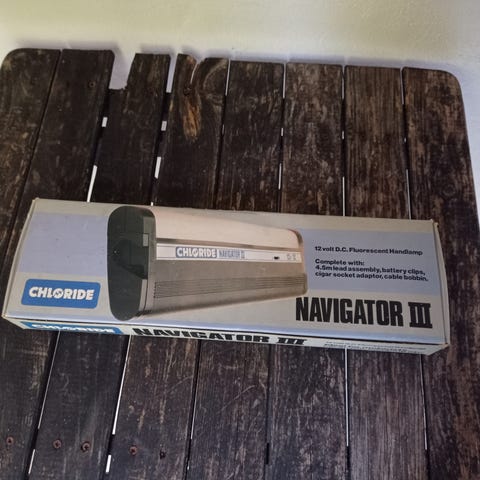 12 volt D.C. Fluorescent Handlamp
Complete with:
4.5m lead assembly, battery clips,
cigar socket adaptor, cable bobbin.
CHLORIDE NAVIGATOR III
CHLORIDE
NAVIGATOR III
CHLORIDE NAVIGATOR III